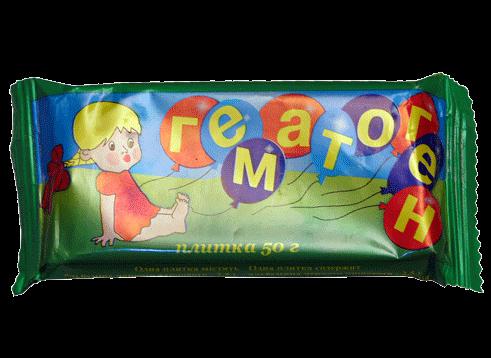 гематоген
плитка 50 г
Одна плитка містить Одна плитка содержит